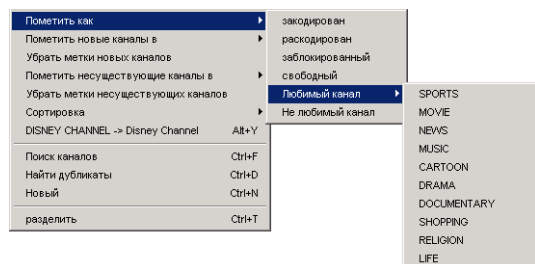 Пометить как
Пометить новые каналы в
Убрать метки новых каналов
Пометить несуществующие каналы в
Убрать метки несуществующих каналов
Сортировка
DISNEY CHANNEL -> Disney Channel Alt+Y
Поиск каналов Ctrl+F
Найти дубликаты Ctrl+D
Новый Ctrl+N
разделить Ctrl+T
закодирован
раскодирован
заблокированный
свободный
Любимый канал
Не любимый канал
SPORTS
MOVIE
NEWS
MUSIC
CARTOON
DRAMA
DOCUMENTARY
SHOPPING
RELIGION
LIFE